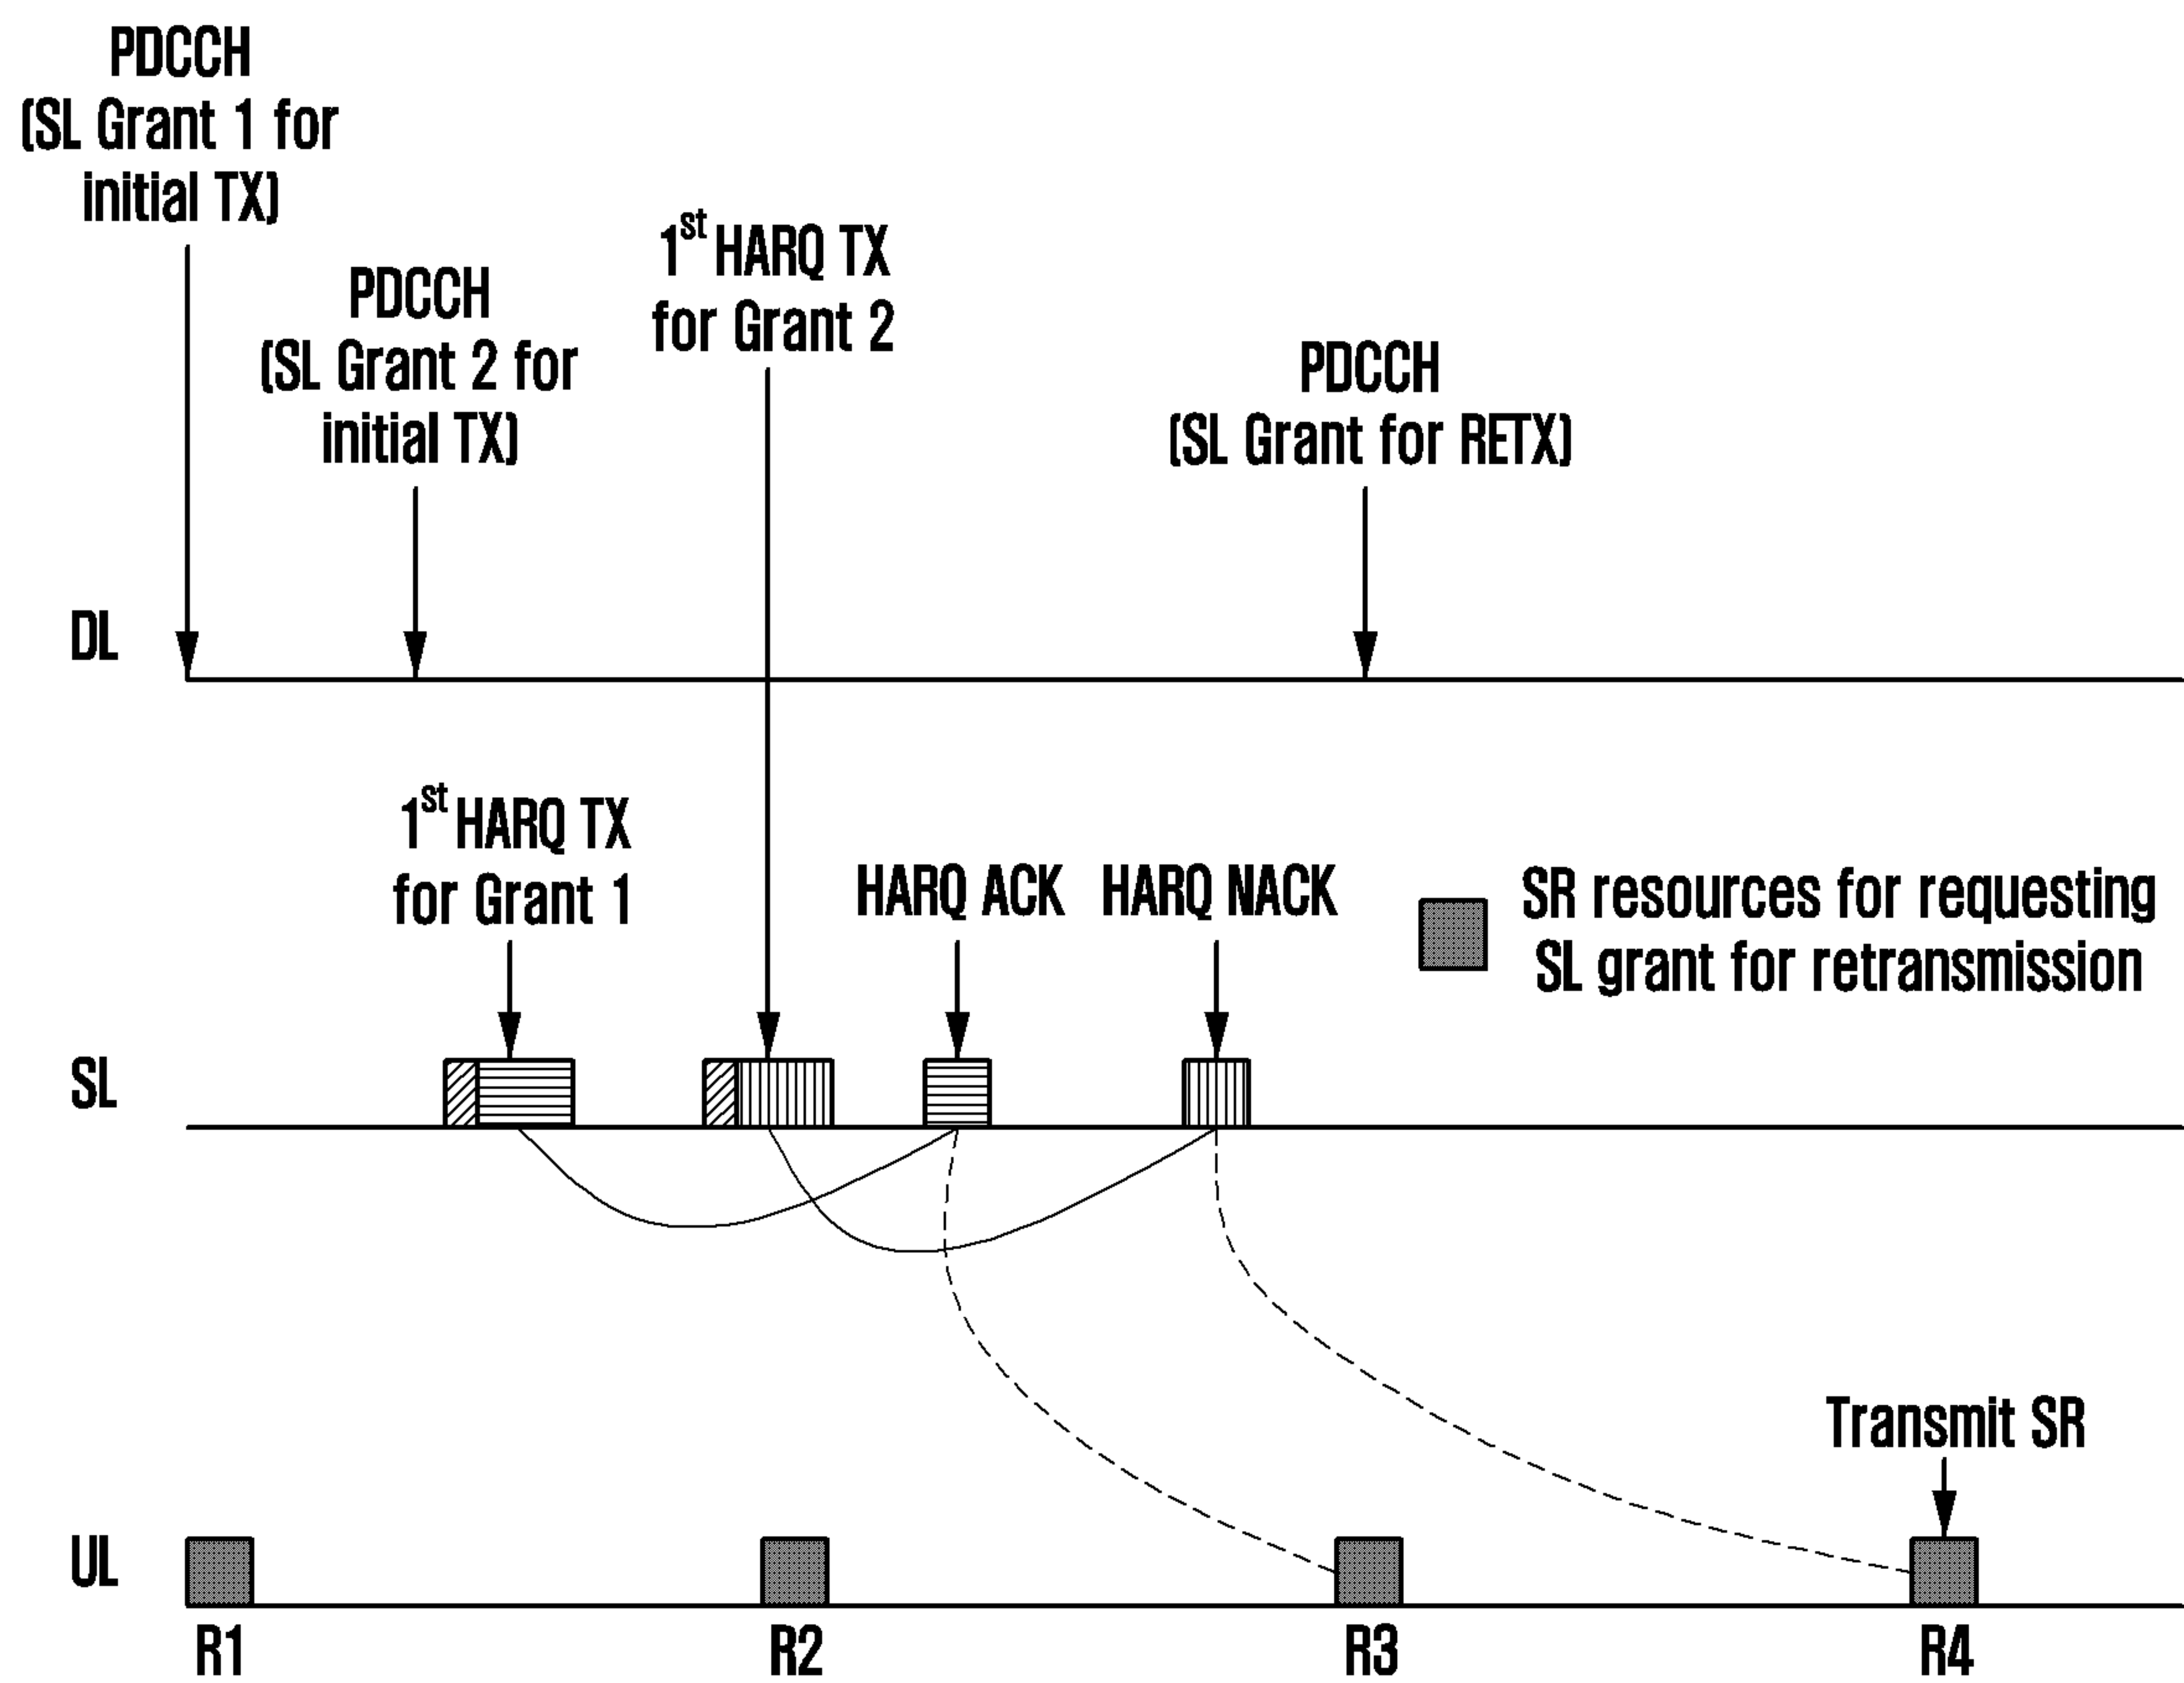 PDCCH
(SL Grant 1 for
initial TX)
PDCCH
(SL Grant 2 for
initial TX)
1st HARQ TX
for Grant 2
PDCCH
(SL Grant for RETX)
DL
1st HARQ TX
for Grant 1
HARQ ACK
HARQ NACK
SR resources for requesting
SL grant for retransmission
SL
Transmit SR
UL
R1
R2
R3
R4